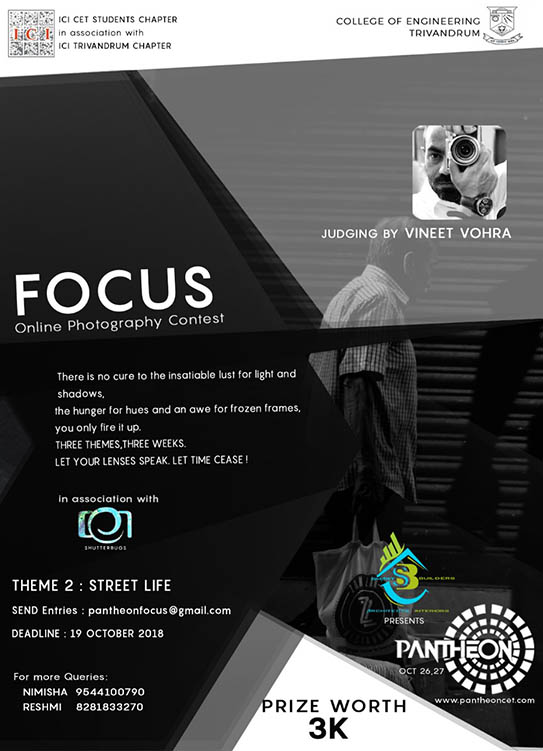 ICI CET STUDENTS CHAPTER
in association with
ICI TRIVANDRUM CHAPTER
ICI
COLLEGE OF ENGINEERING
TRIVANDRUM
JUDGING BY VINEET VOHRA
FOCUS
Online Photography Contest
There is no cure to the insatiable lust for light and
shadows,
the hunger for hues and an awe for frozen frames,
you only fire it up.
THREE THEMES,THREE WEEKS.
LET YOUR LENSES SPEAK. LET TIME CEASE !
in association with
SHUTTERBUGS
THEME 2 : STREET LIFE
SEND Entries : pantheonfocus@gmail.com
DEADLINE : 19 OCTOBER 2018
For more Queries:
NIMISHA 9544100790
RESHMI 8281833270
SB
BUILDERS
INTERIORS
PRESENTS
PANTHEON
OCT 26,27
www.pantheoncet.com
PRIZE WORTH
3K